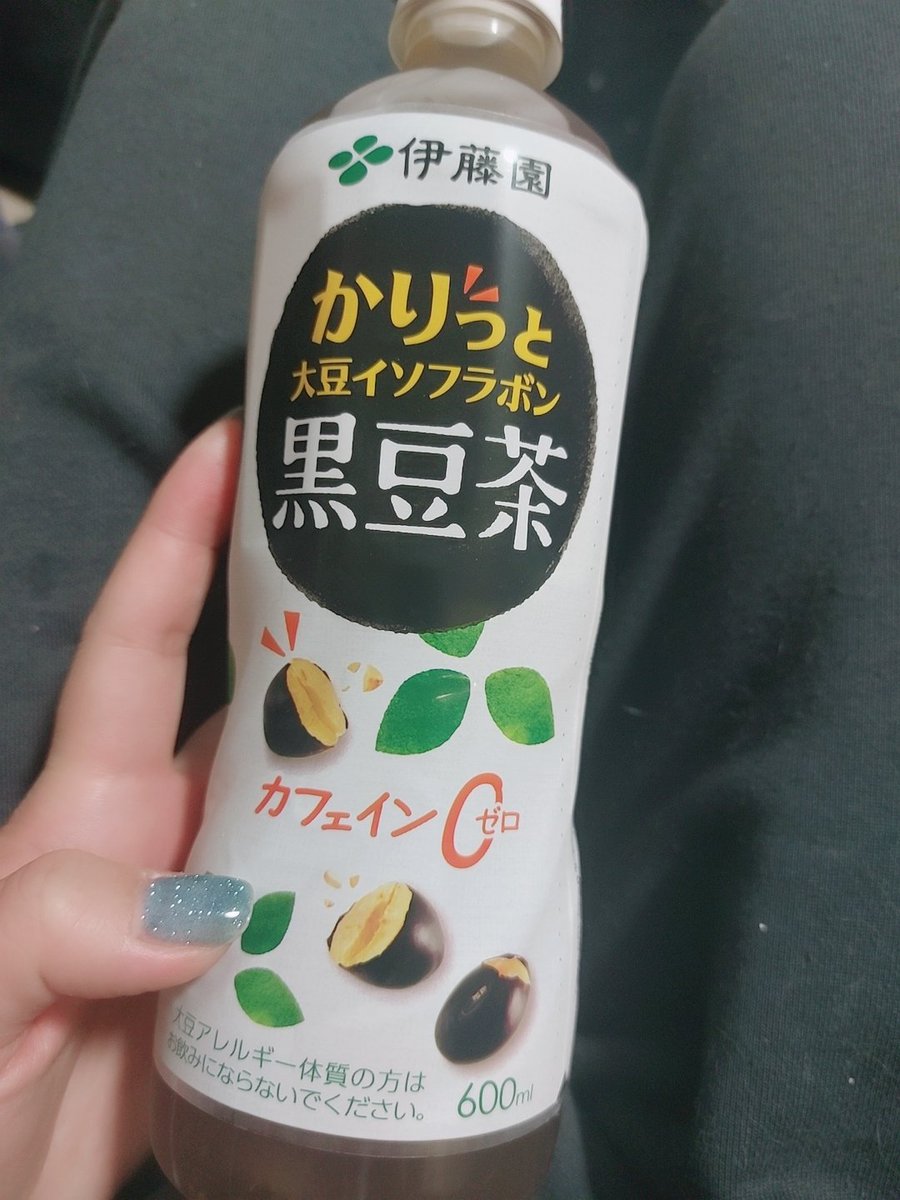 伊藤園
かりっと
大豆イソフラボン
黒豆茶
カフェイン0ゼロ
大豆アレルギー体質の方は
お飲みにならないでください。
600ml